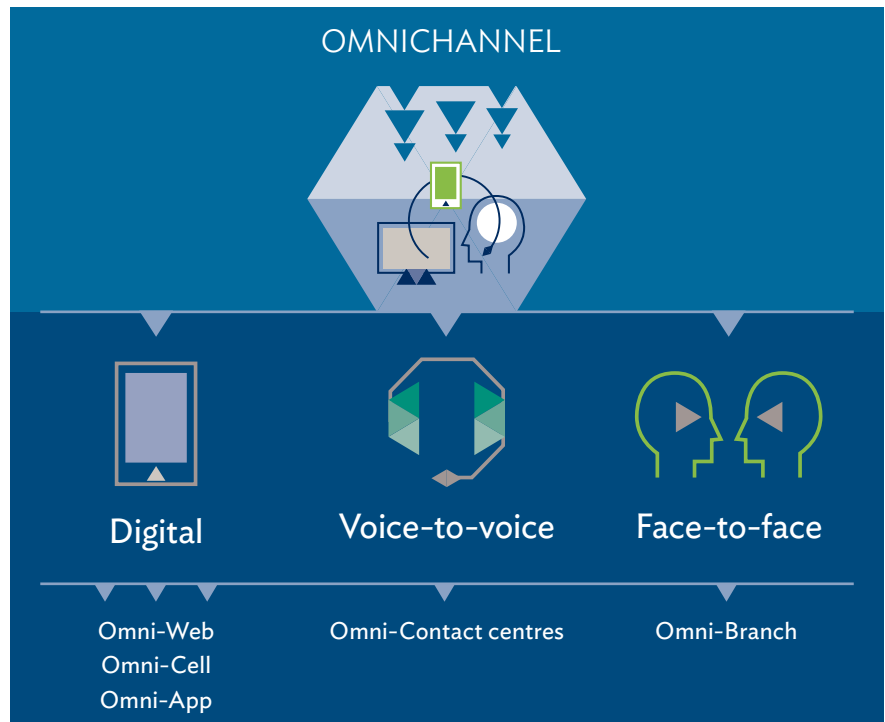 OMNICHANNEL
Digital
Voice-to-voice
Face-to-face
Omni-Web
Omni-Cell
Omni-App
Omni-Contact centres
Omni-Branch